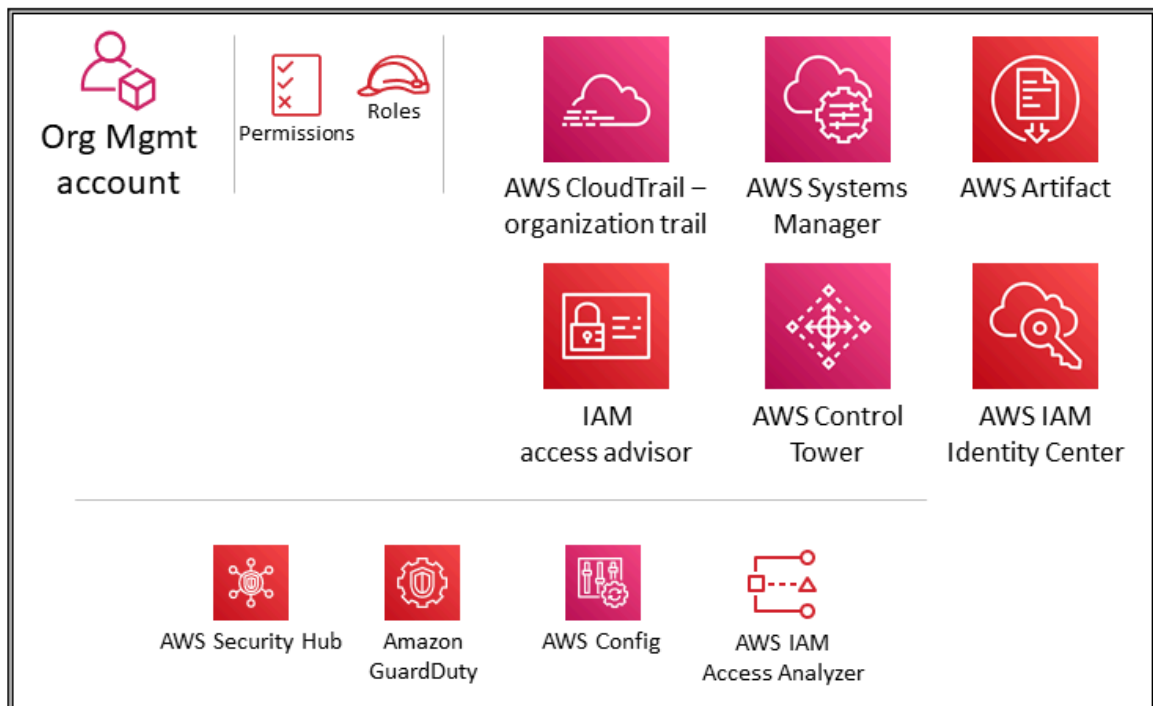 Org Mgmt
account
Permissions
Roles
AWS CloudTrail –
organization trail
AWS Systems
Manager
AWS Artifact
IAM
access advisor
AWS Control
Tower
AWS IAM
Identity Center
AWS Security Hub
Amazon
GuardDuty
AWS Config
AWS IAM
Access Analyzer